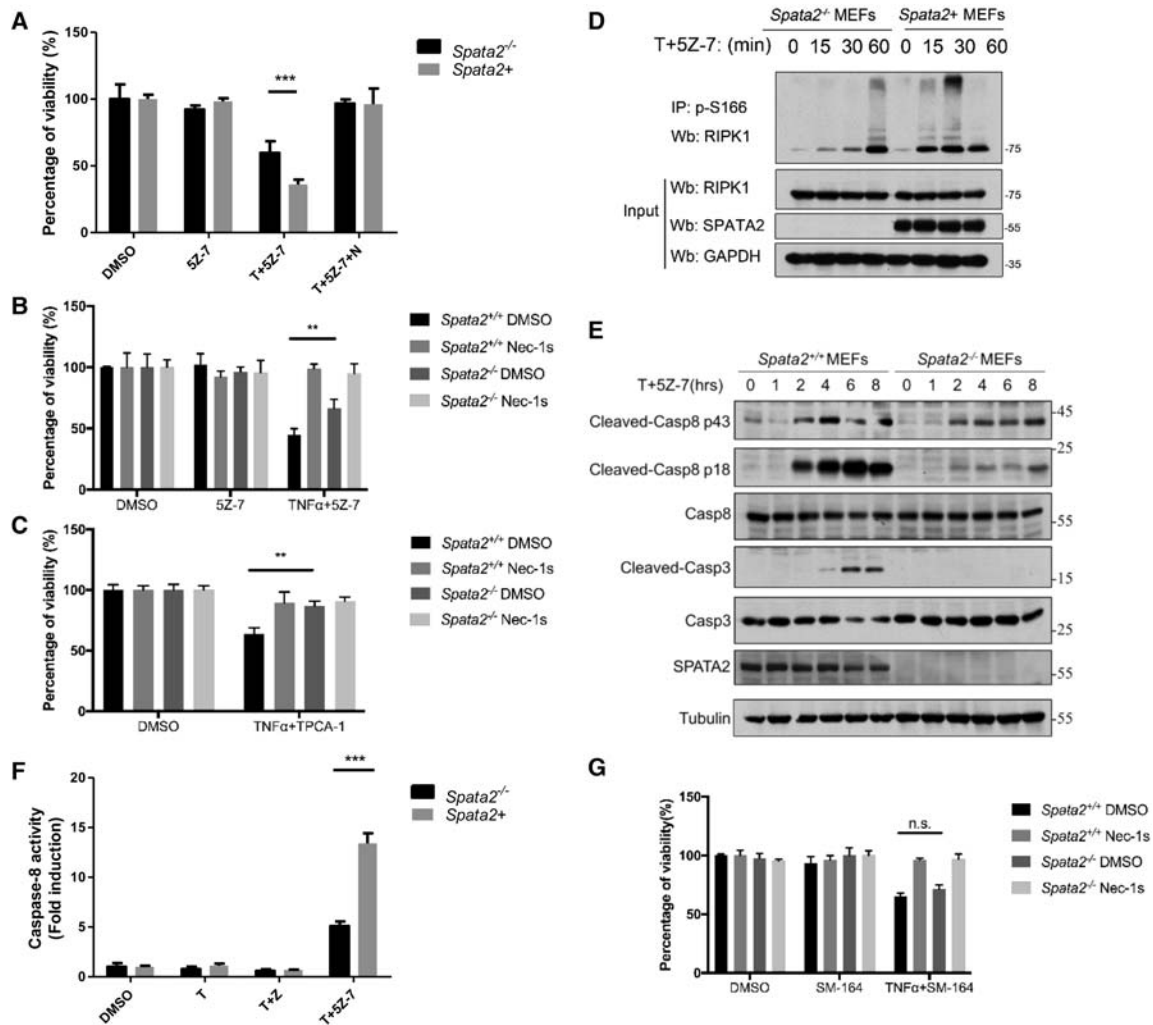 A
Percentage of viability (%)
150
100
50
0
DMSO
5Z-7
T+5Z-7
T+5Z-7+N
***
Spata2-/-
Spata2+
B
Percentage of viability (%)
150
100
50
0
DMSO
5Z-7
TNFα+5Z-7
**
Spata2+/+ DMSO
Spata2+/+ Nec-1s
Spata2-/- DMSO
Spata2-/- Nec-1s
C
Percentage of viability (%)
150
100
50
0
DMSO
TNFα+TPCA-1
**
Spata2+/+ DMSO
Spata2+/+ Nec-1s
Spata2-/- DMSO
Spata2-/- Nec-1s
D
Spata2-/- MEFs Spata2+ MEFs
T+5Z-7: (min) 0 15 30 60 0 15 30 60
IP: p-S166
Wb: RIPK1
-75
Input
Wb: RIPK1 -75
Wb: SPATA2 -55
Wb: GAPDH -35
E
Spata2+/+ MEFs Spata2-/- MEFs
T+5Z-7(hrs) 0 1 2 4 6 8 0 1 2 4 6 8
Cleaved-Casp8 p43 -45
-25
Cleaved-Casp8 p18
Casp8 -55
Cleaved-Casp3 -15
Casp3 -25
SPATA2 -55
Tubulin -55
F
Caspase-8 activity
(Fold induction)
20
15
10
5
0
DMSO
T
T+Z
T+5Z-7
***
Spata2-/-
Spata2+
G
Percentage of viability(%)
150
100
50
0
DMSO
SM-164
TNFα+SM-164
n.s.
Spata2+/+ DMSO
Spata2+/+ Nec-1s
Spata2-/- DMSO
Spata2-/- Nec-1s